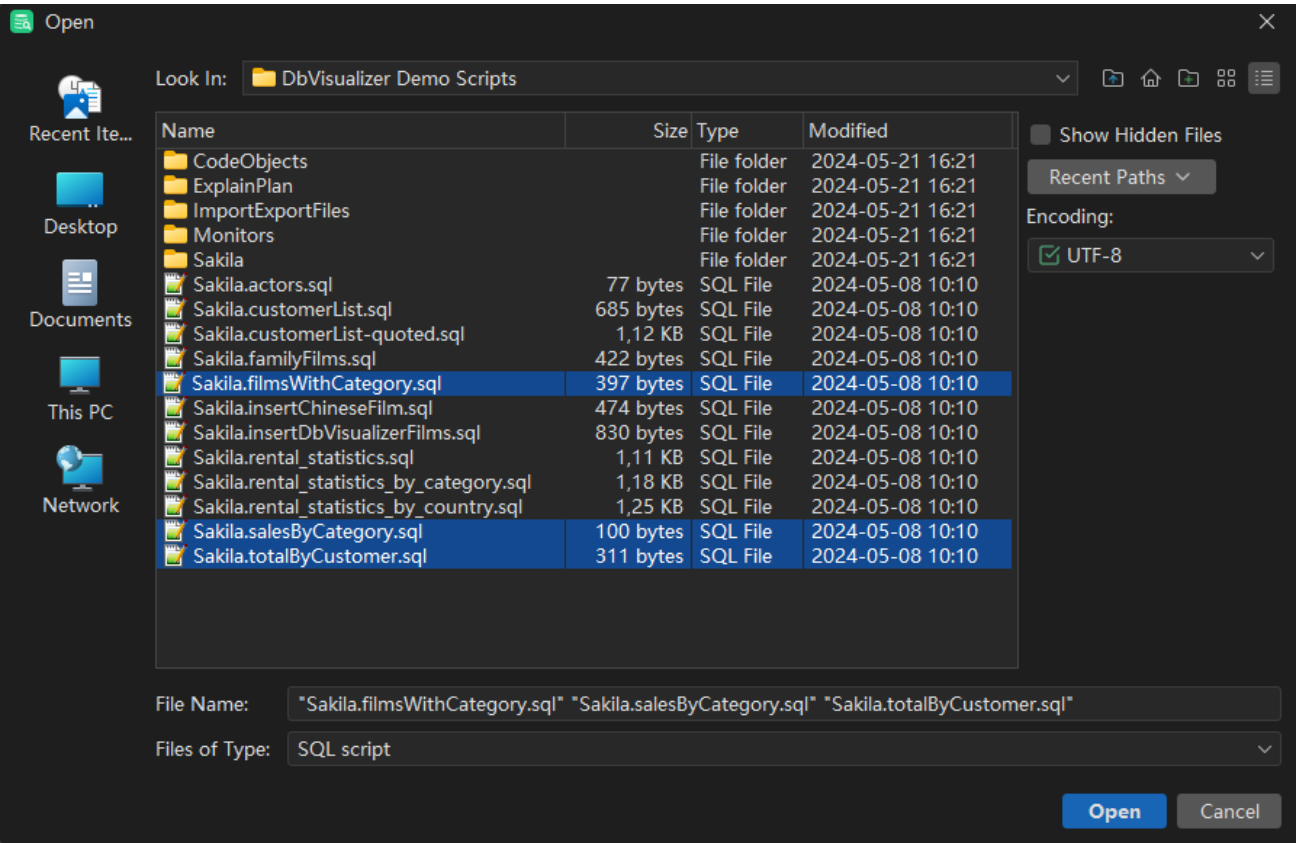 Open
Look In: DbVisualizer Demo Scripts
Recent Ite...
Desktop
Documents
This PC
Network
Name Size Type Modified
CodeObjects File folder 2024-05-21 16:21
ExplainPlan File folder 2024-05-21 16:21
ImportExportFiles File folder 2024-05-21 16:21
Monitors File folder 2024-05-21 16:21
Sakila File folder 2024-05-21 16:21
Sakila.actors.sql 77 bytes SQL File 2024-05-08 10:10
Sakila.customerList.sql 685 bytes SQL File 2024-05-08 10:10
Sakila.customerList-quoted.sql 1,12 KB SQL File 2024-05-08 10:10
Sakila.familyFilms.sql 422 bytes SQL File 2024-05-08 10:10
Sakila.filmsWithCategory.sql 397 bytes SQL File 2024-05-08 10:10
Sakila.insertChineseFilm.sql 474 bytes SQL File 2024-05-08 10:10
Sakila.insertDbVisualizerFilms.sql 830 bytes SQL File 2024-05-08 10:10
Sakila.rental_statistics.sql 1,11 KB SQL File 2024-05-08 10:10
Sakila.rental_statistics_by_category.sql 1,18 KB SQL File 2024-05-08 10:10
Sakila.rental_statistics_by_country.sql 1,25 KB SQL File 2024-05-08 10:10
Sakila.salesByCategory.sql 100 bytes SQL File 2024-05-08 10:10
Sakila.totalByCustomer.sql 311 bytes SQL File 2024-05-08 10:10
Show Hidden Files
Recent Paths
Encoding:
UTF-8
File Name: "Sakila.filmsWithCategory.sql" "Sakila.salesByCategory.sql" "Sakila.totalByCustomer.sql"
Files of Type: SQL script
Open Cancel